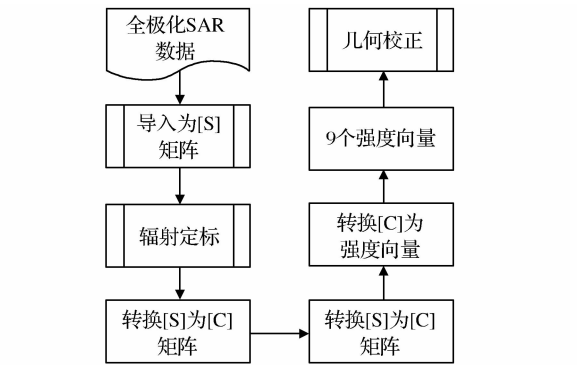 全极化SAR
数据
导入为[S]
矩阵
辐射定标
转换[S]为[C]
矩阵
转换[S]为[C]
矩阵
转换[C]为
强度向量
9个强度向量
几何校正